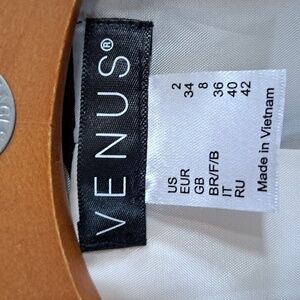 VENUS®
US 2
EUR 34
GB 8
BR/F/B 36
IT 40
RU 42
Made in Vietnam